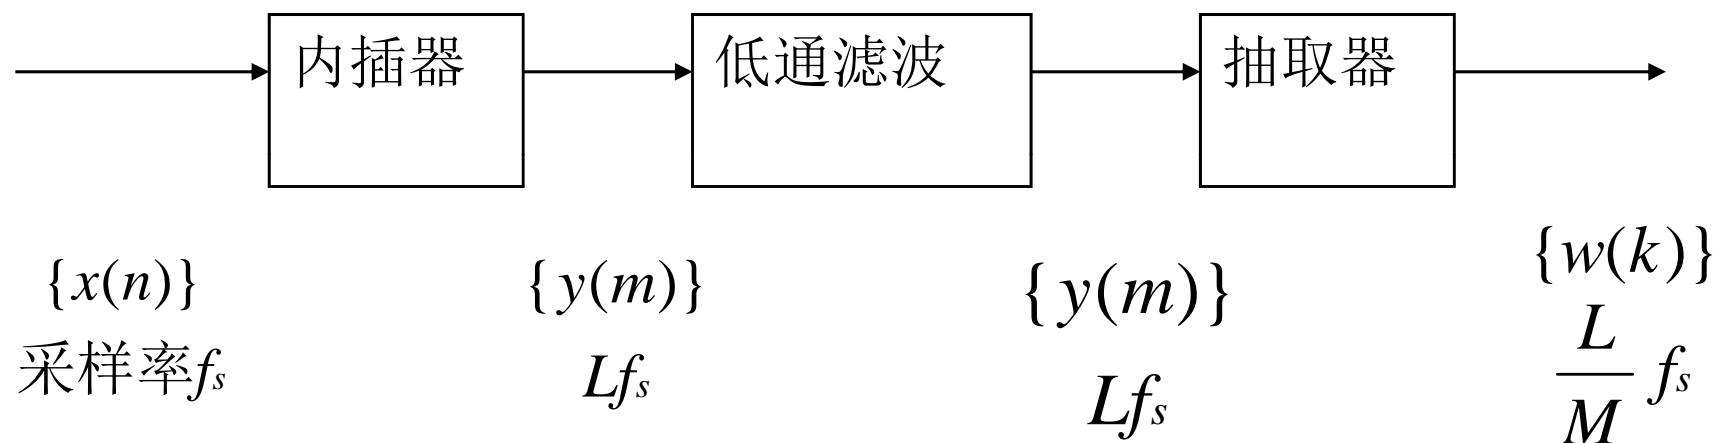 内插器 低通滤波 抽取器
{x(n)} {y(m)} {y(m)} {w(k)}
采样率fs Lfs Lfs L/M fs